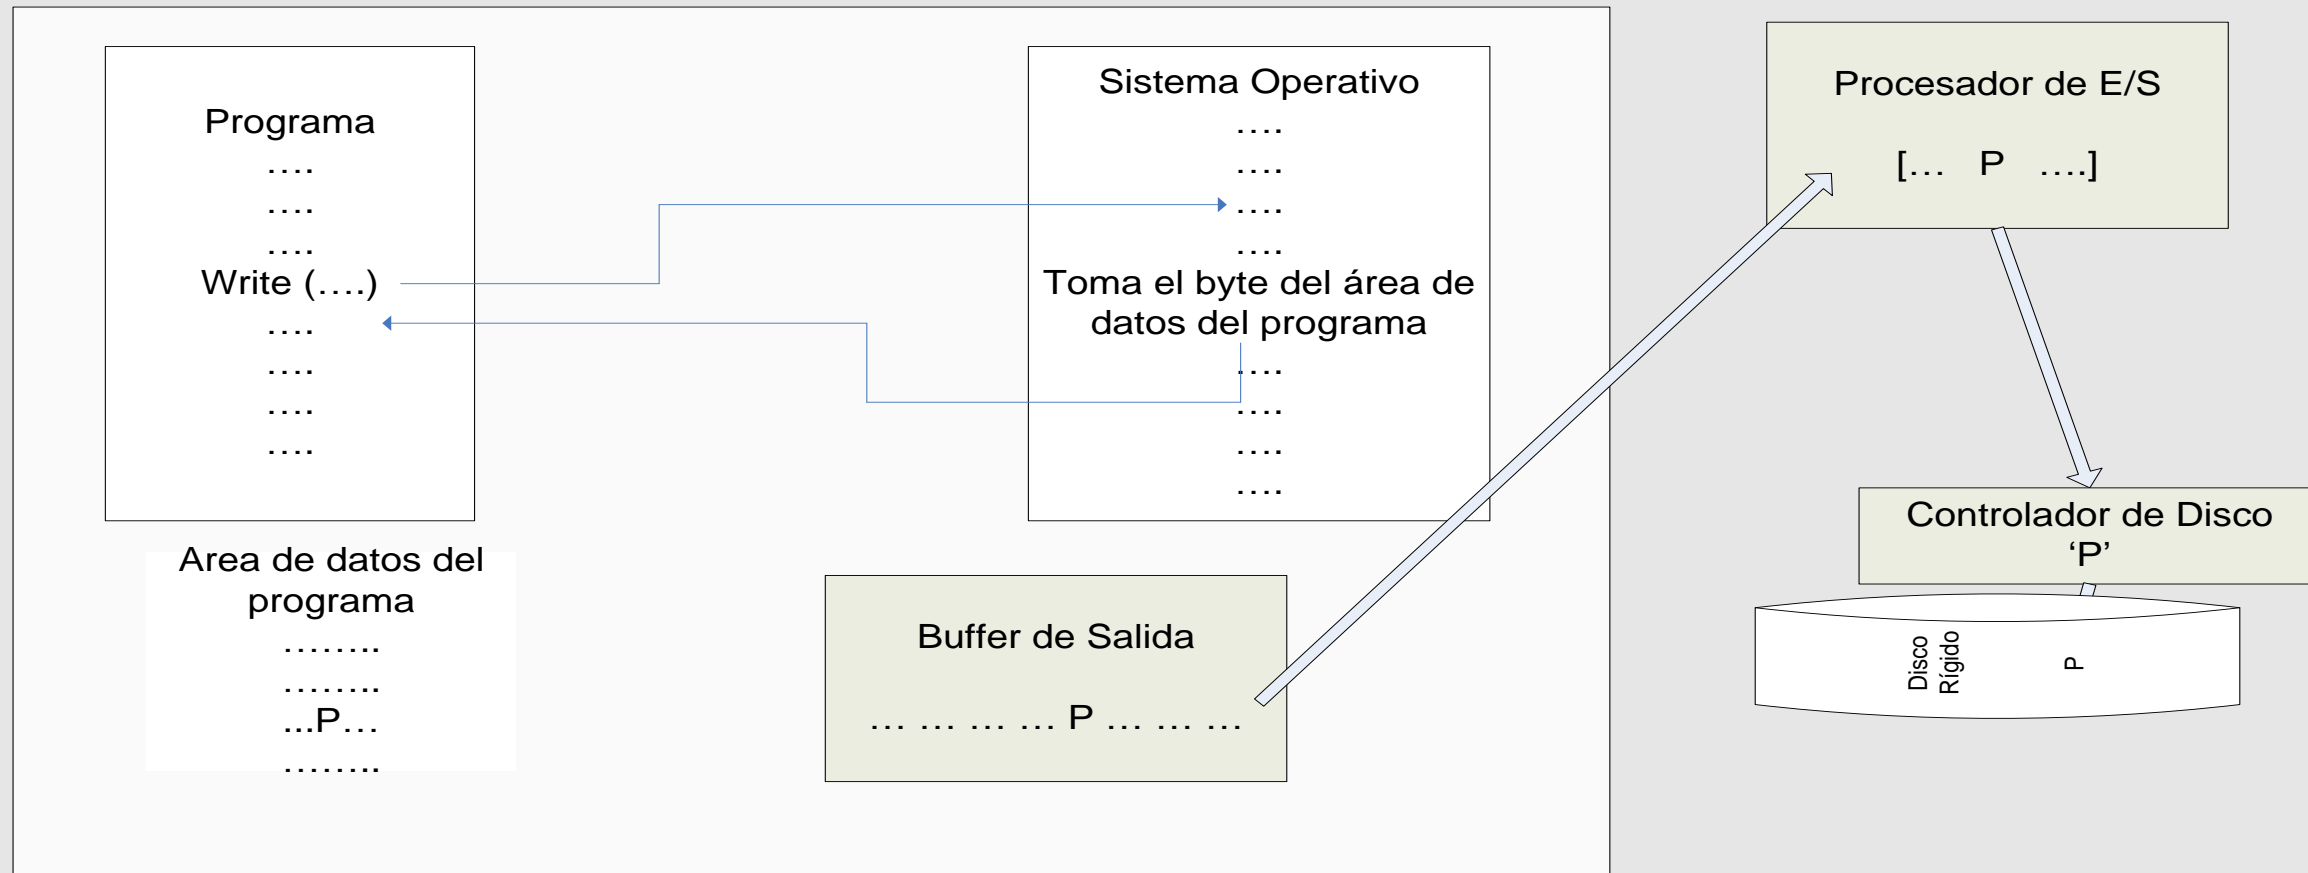 Programa
....
....
....
Write (....)
....
....
....
....
Area de datos del
programa
……..
……..
...P…
……..
Sistema Operativo
....
....
....
....
Toma el byte del área de
datos del programa
....
....
....
....
Buffer de Salida
… … … … P … … …
Procesador de E/S
[… P ….]
Controlador de Disco
‘P’
Disco
Rígido
P